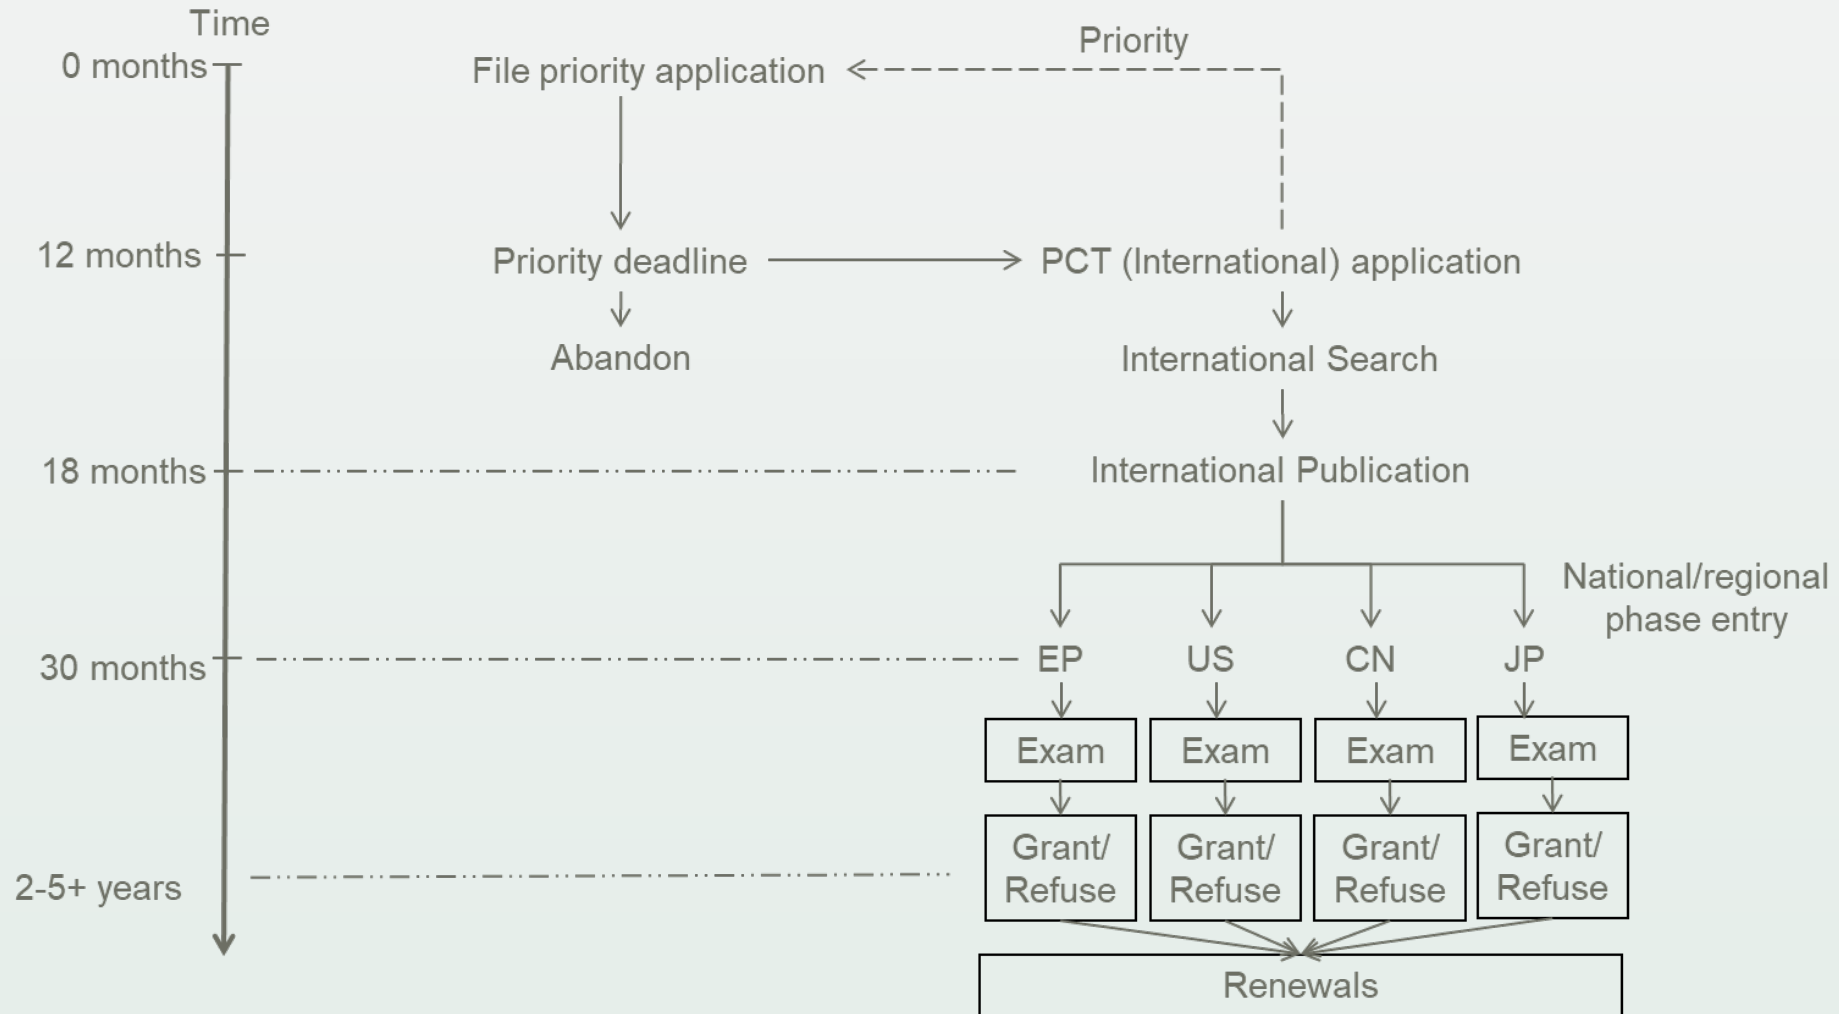 Time
0 months
File priority application
Priority
12 months
Priority deadline
PCT (International) application
Abandon
International Search
18 months
International Publication
National/regional
phase entry
30 months
EP
US
CN
JP
Exam
Exam
Exam
Exam
Grant/
Refuse
Grant/
Refuse
Grant/
Refuse
Grant/
Refuse
2-5+ years
Renewals